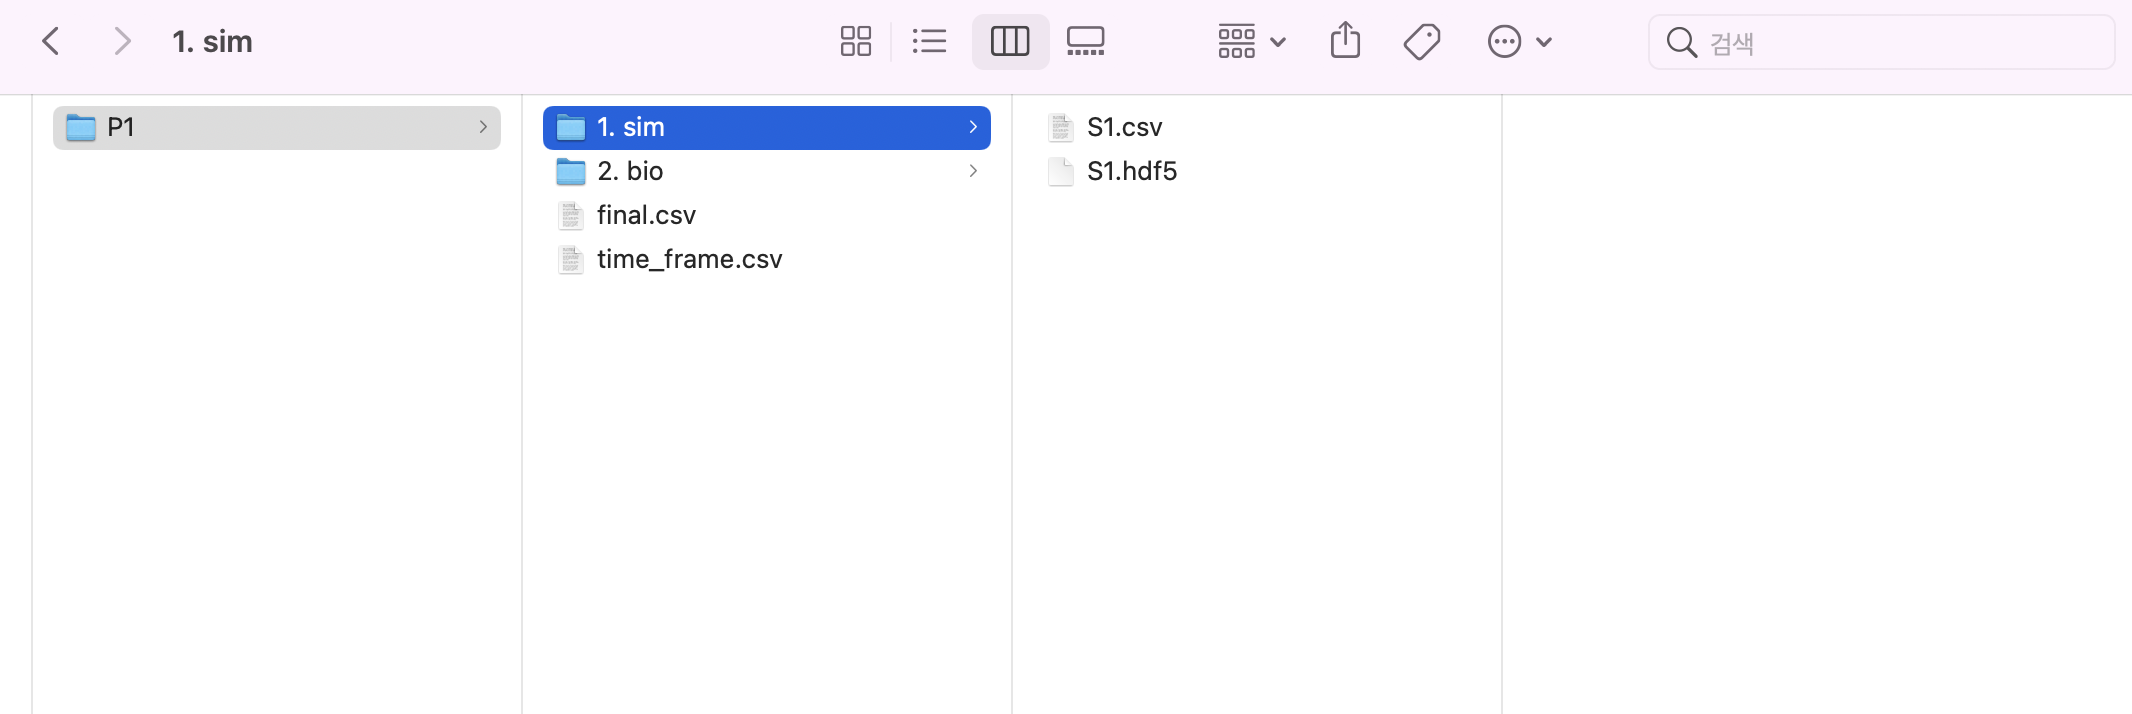 1. sim
검색
P1
1. sim
2. bio
final.csv
time_frame.csv
S1.csv
S1.hdf5